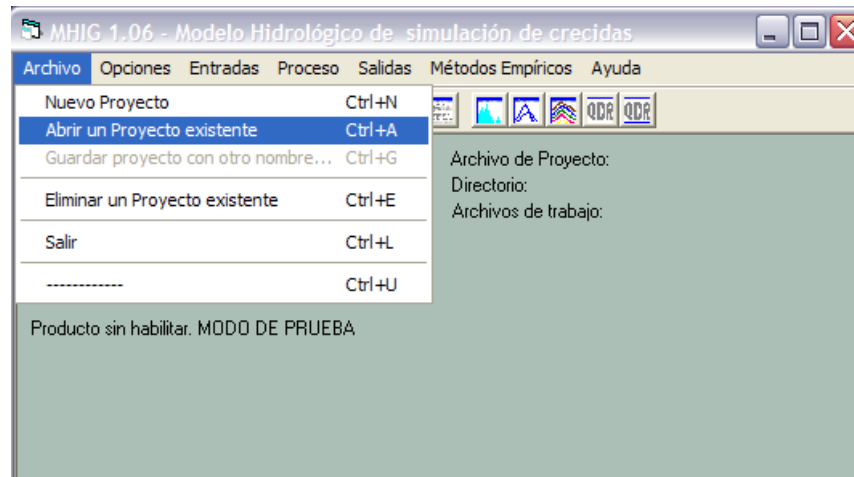 MHIG 1.06 - Modelo Hidrológico de simulación de crecidas
Archivo Opciones Entradas Proceso Salidas Métodos Empíricos Ayuda
Nuevo Proyecto Ctrl+N
Abrir un Proyecto existente Ctrl+A
Guardar proyecto con otro nombre... Ctrl+G
Eliminar un Proyecto existente Ctrl+E
Salir Ctrl+L
------------ Ctrl+U
QDR QDR
Archivo de Proyecto:
Directorio:
Archivos de trabajo:
Producto sin habilitar. MODO DE PRUEBA